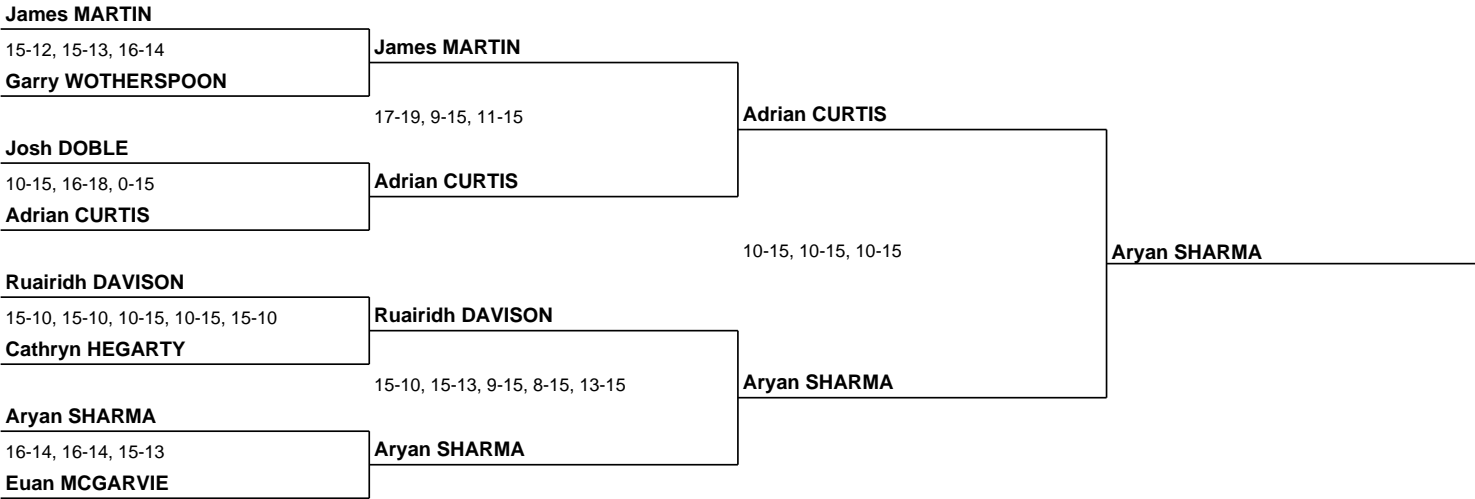 James MARTIN
15-12, 15-13, 16-14
James MARTIN
Garry WOTHERSPOON
17-19, 9-15, 11-15
Adrian CURTIS
Josh DOBLE
10-15, 16-18, 0-15
Adrian CURTIS
Adrian CURTIS
10-15, 10-15, 10-15
Aryan SHARMA
Ruairidh DAVISON
15-10, 15-10, 10-15, 10-15, 15-10
Ruairidh DAVISON
Cathryn HEGARTY
15-10, 15-13, 9-15, 8-15, 13-15
Aryan SHARMA
Aryan SHARMA
16-14, 16-14, 15-13
Aryan SHARMA
Euan MCGARVIE